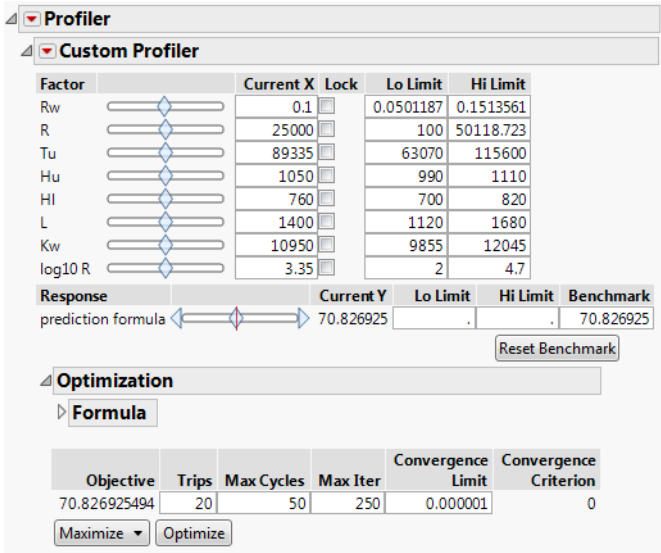 Profiler
Custom Profiler
Factor Current X Lock Lo Limit Hi Limit
Rw 0.1 0.0501187 0.1513561
R 25000 100 50118.723
Tu 89335 63070 115600
Hu 1050 990 1110
Hl 760 700 820
L 1400 1120 1680
Kw 10950 9855 12045
log10 R 3.35 2 4.7
Response Current Y Lo Limit Hi Limit Benchmark
prediction formula 70.826925 . . 70.826925
Reset Benchmark
Optimization
Formula
Convergence Convergence
Objective Trips Max Cycles Max Iter Limit Criterion
70.826925494 20 50 250 0.000001 0
Maximize Optimize